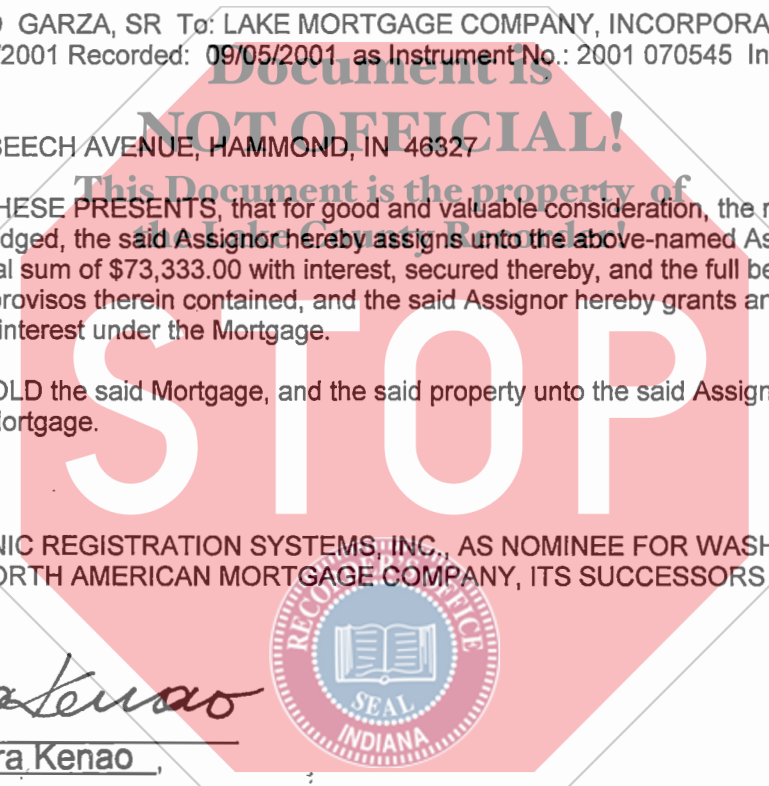 GARZA, SR To: LAKE MORTGAGE COMPANY, INCORPORA
/2001 Recorded: 09/05/2001 as Instrument No.: 2001 070545 In
Document is
NOT OFFICIAL!
BEECH AVENUE, HAMMOND, IN 46327
This Document is the property of
HESE PRESENTS, that for good and valuable consideration, the r
the Lake County Recorder!
dged, the said Assignor hereby assigns unto the above-named As
al sum of $73,333.00 with interest, secured thereby, and the full be
provisos therein contained, and the said Assignor hereby grants an
interest under the Mortgage.
STOP
OLD the said Mortgage, and the said property unto the said Assign
Mortgage.
NIC REGISTRATION SYSTEMS, INC., AS NOMINEE FOR WASH
ORTH AMERICAN MORTGAGE COMPANY, ITS SUCCESSORS
RECORDER'S OFFICE
SEAL
INDIANA
a Kenao
ra Kenao ,